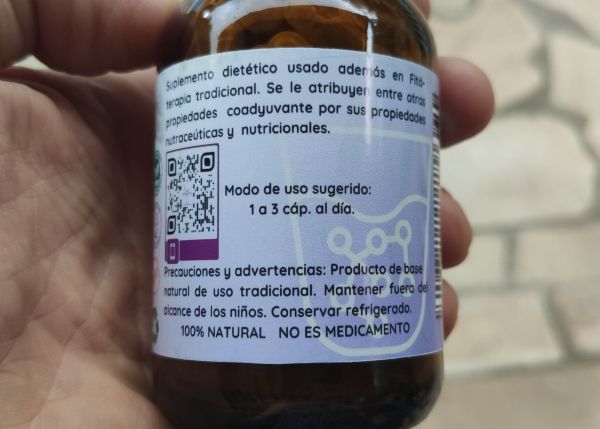 Suplemento dietético usado además en Fitó-
terapia tradicional. Se le atribuyen entre otras
propiedades coadyuvante por sus propiedades
nutraceúticas y nutricionales.
Modo de uso sugerido:
1 a 3 cáp. al día.
Precauciones y advertencias: Producto de base
natural de uso tradicional. Mantener fuera del
alcance de los niños. Conservar refrigerado.
100% NATURAL NO ES MEDICAMENTO